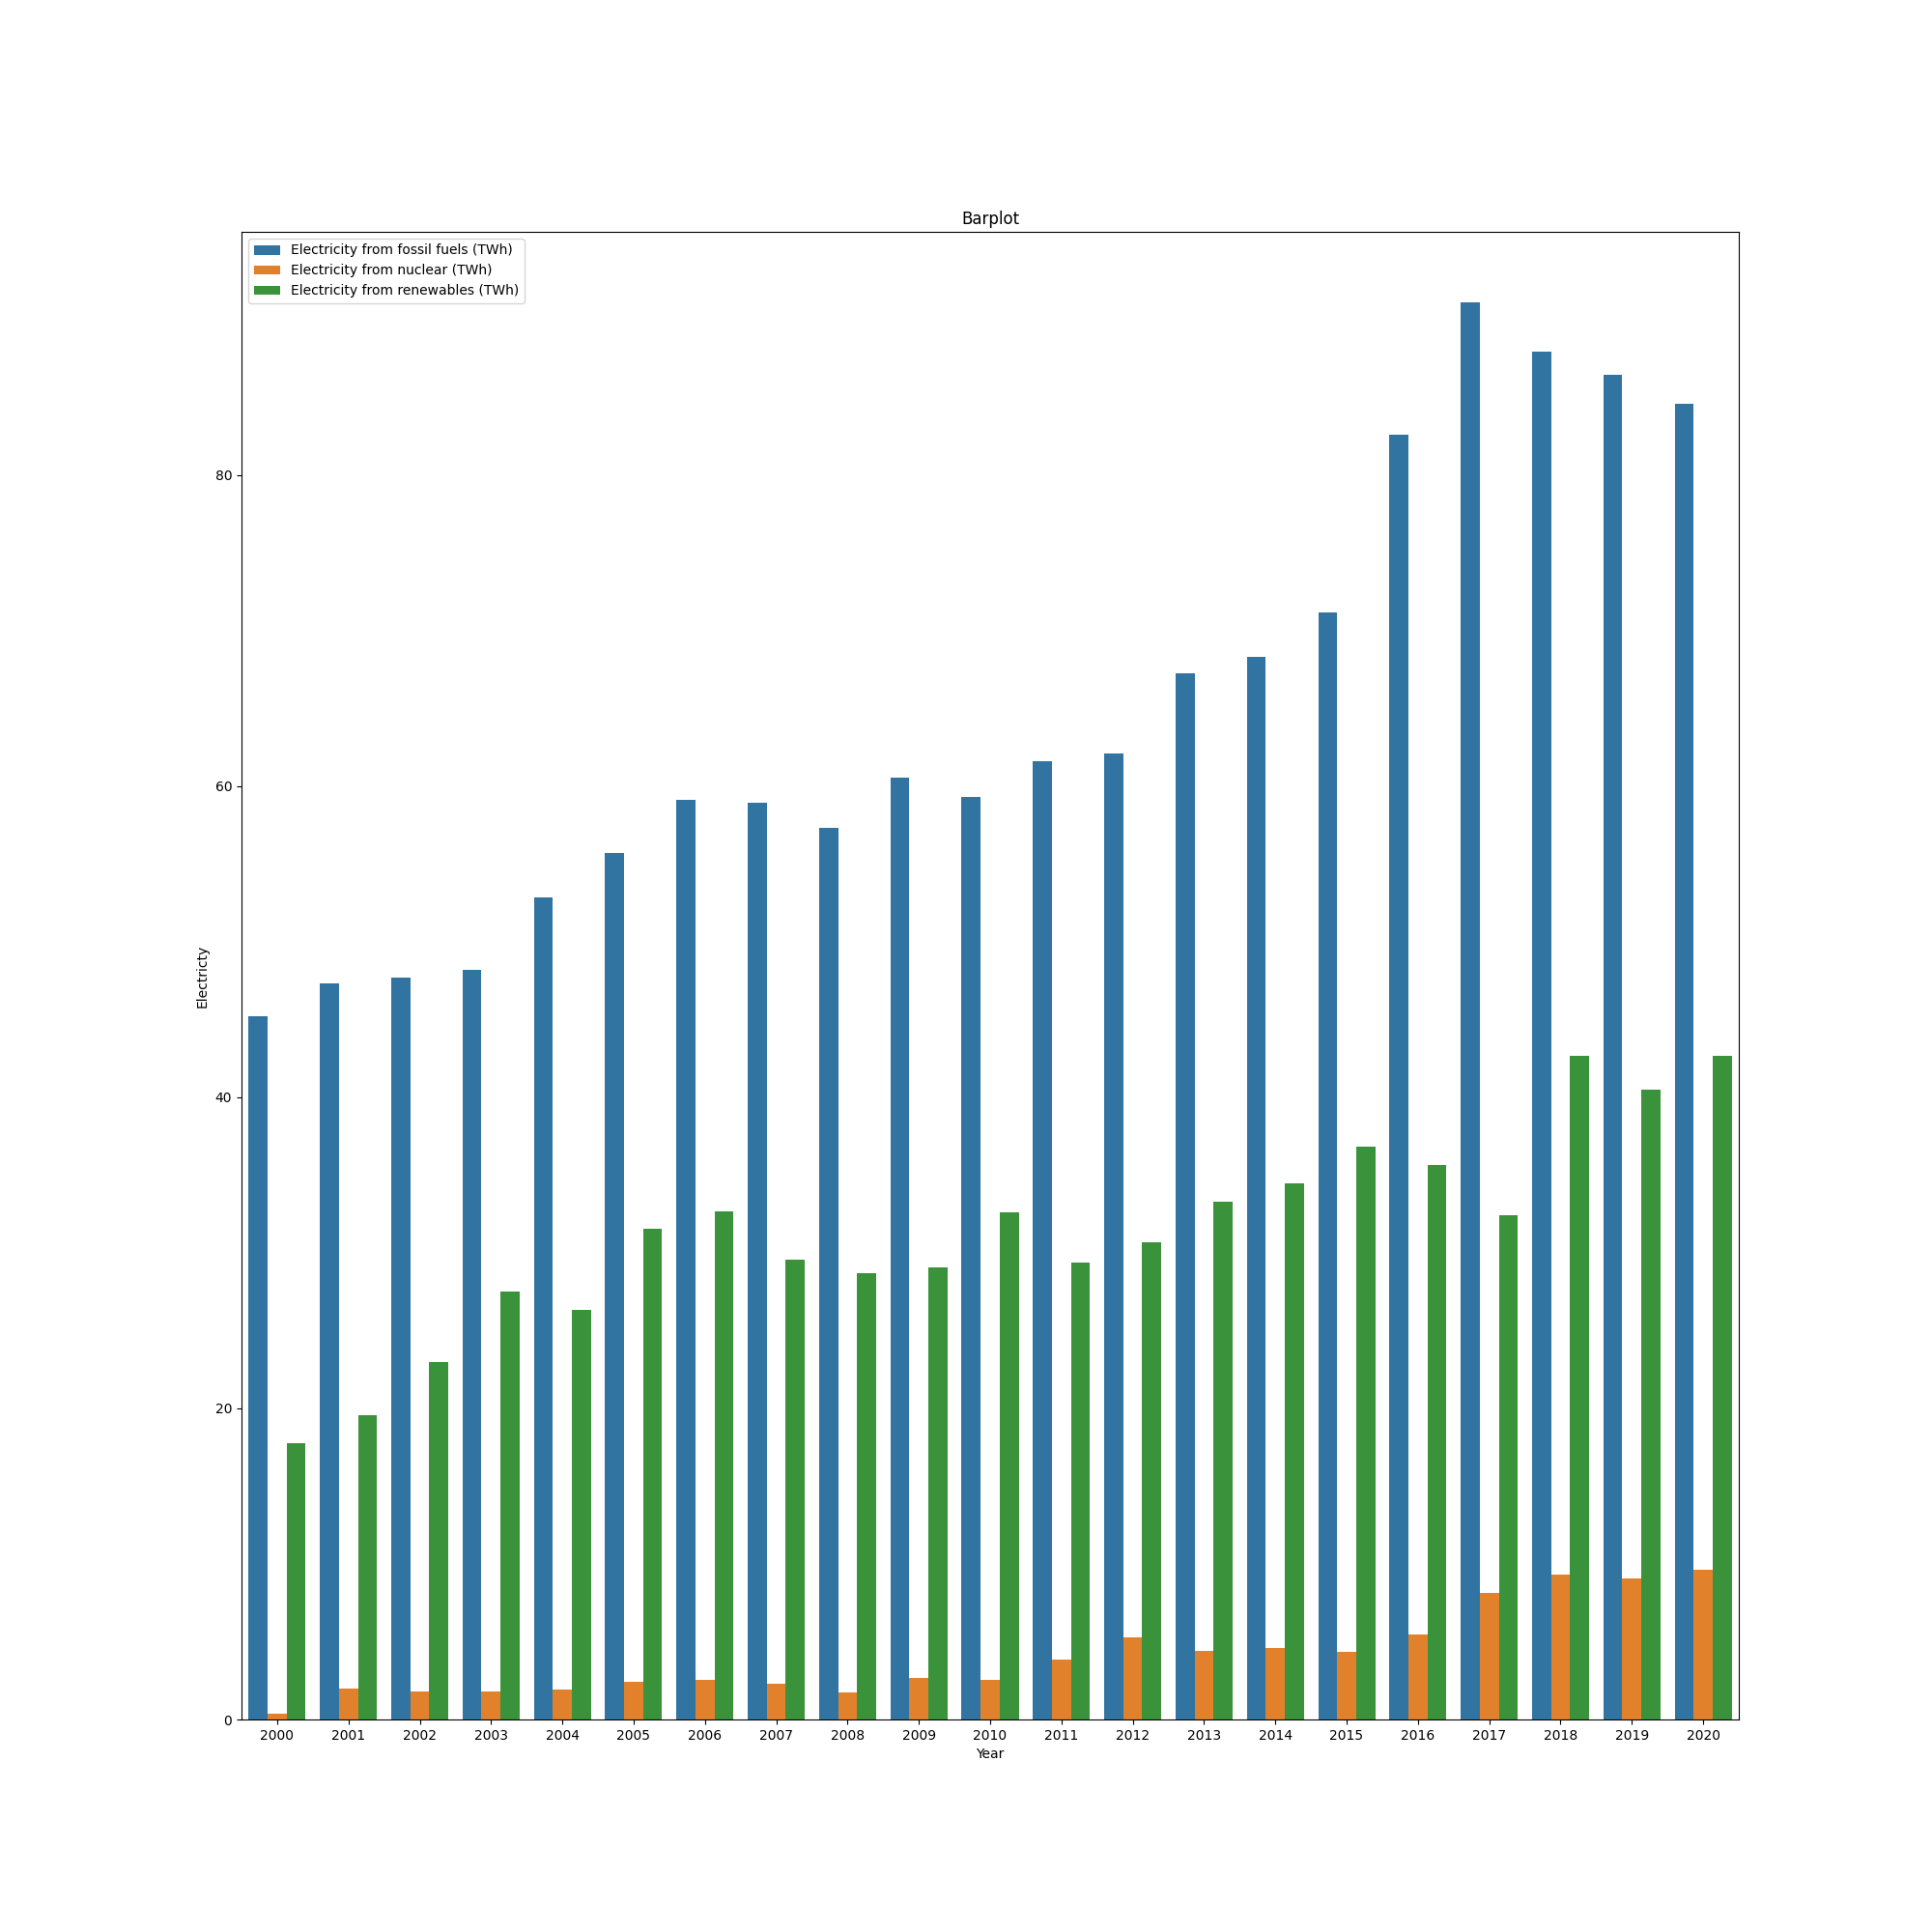 Barplot
Electricity from fossil fuels (TWh)
Electricity from nuclear (TWh)
Electricity from renewables (TWh)
80
60
40
20
0
Electricty
2000 2001 2002 2003 2004 2005 2006 2007 2008 2009 2010 2011 2012 2013 2014 2015 2016 2017 2018 2019 2020
Year